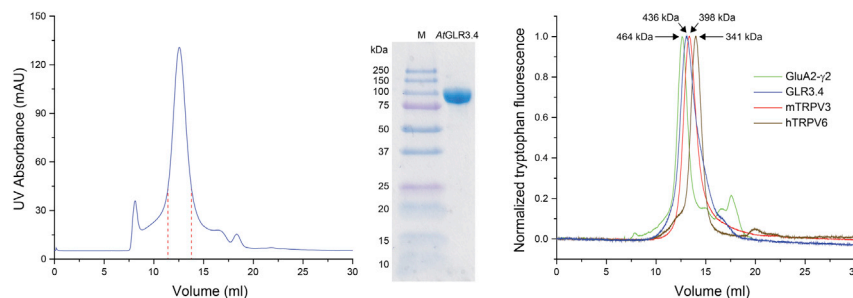 UV Absorbance (mAU)
150
120
90
60
30
0
0 5 10 15 20 25 30
Volume (ml)
M AtGLR3.4
kDa
250
150
100
75
50
37
25
20
15
10
436 kDa 398 kDa
464 kDa 341 kDa
Normalized tryptophan fluorescence
1.0
0.8
0.6
0.4
0.2
0.0
GluA2-γ2
GLR3.4
mTRPV3
hTRPV6
0 5 10 15 20 25 30
Volume (ml)